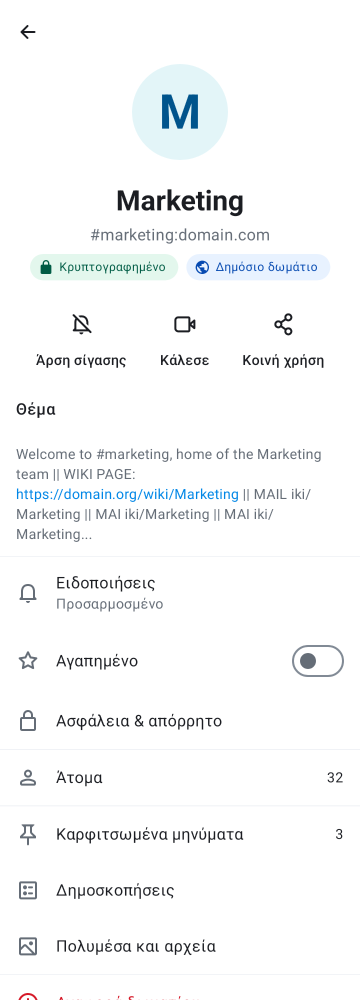 M
Marketing
#marketing:domain.com
Κρυπτογραφημένο Δημόσιο δωμάτιο
Άρση σίγασης Κάλεσε Κοινή χρήση
Θέμα
Welcome to #marketing, home of the Marketing
team || WIKI PAGE:
https://domain.org/wiki/Marketing || MAIL iki/
Marketing || MAI iki/Marketing || MAI iki/
Marketing...
Ειδοποιήσεις
Προσαρμοσμένο
Αγαπημένο
Ασφάλεια & απόρρητο
Άτομα 32
Καρφιτσωμένα μηνύματα 3
Δημοσκοπήσεις
Πολυμέσα και αρχεία